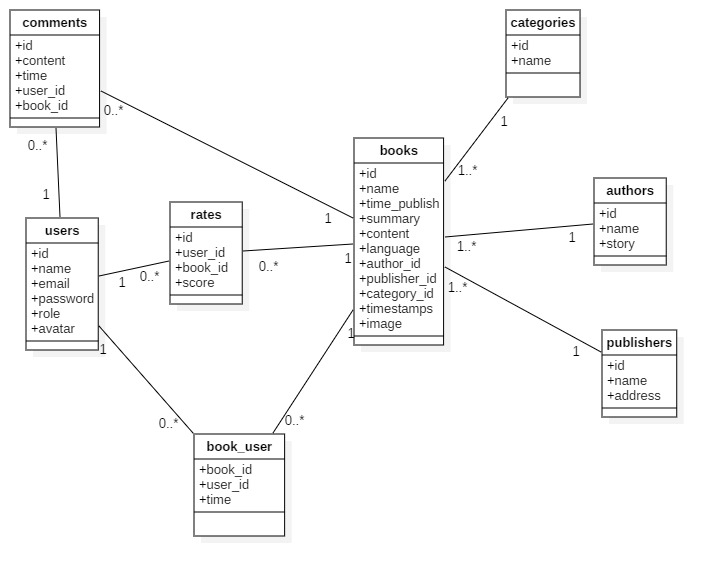 comments
+id
+content
+time
+user_id
+book_id
categories
+id
+name
0..*
1
0..*
1
1..*
books
+id
+name
+time_publish
+summary
+content
+language
+author_id
+publisher_id
+category_id
+timestamps
+image
authors
+id
+name
+story
1
users
+id
+name
+email
+password
+role
+avatar
rates
+id
+user_id
+book_id
+score
1
1..*
1
1
0..*
0..*
1
1..*
publishers
+id
+name
+address
1
1
1
0..*
0..*
book_user
+book_id
+user_id
+time